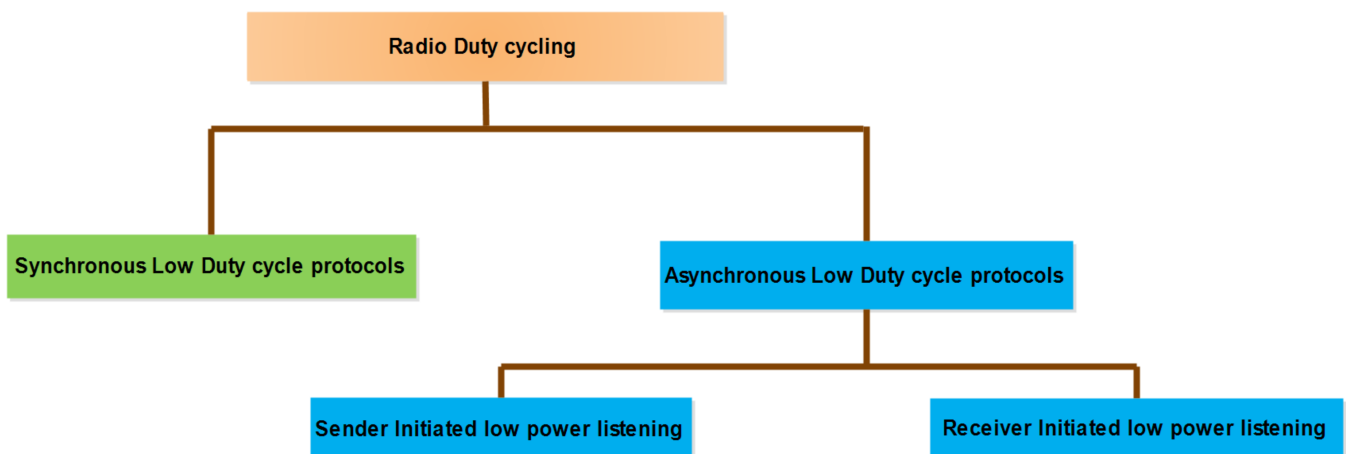 Radio Duty cycling
Synchronous Low Duty cycle protocols
Asynchronous Low Duty cycle protocols
Sender Initiated low power listening
Receiver Initiated low power listening